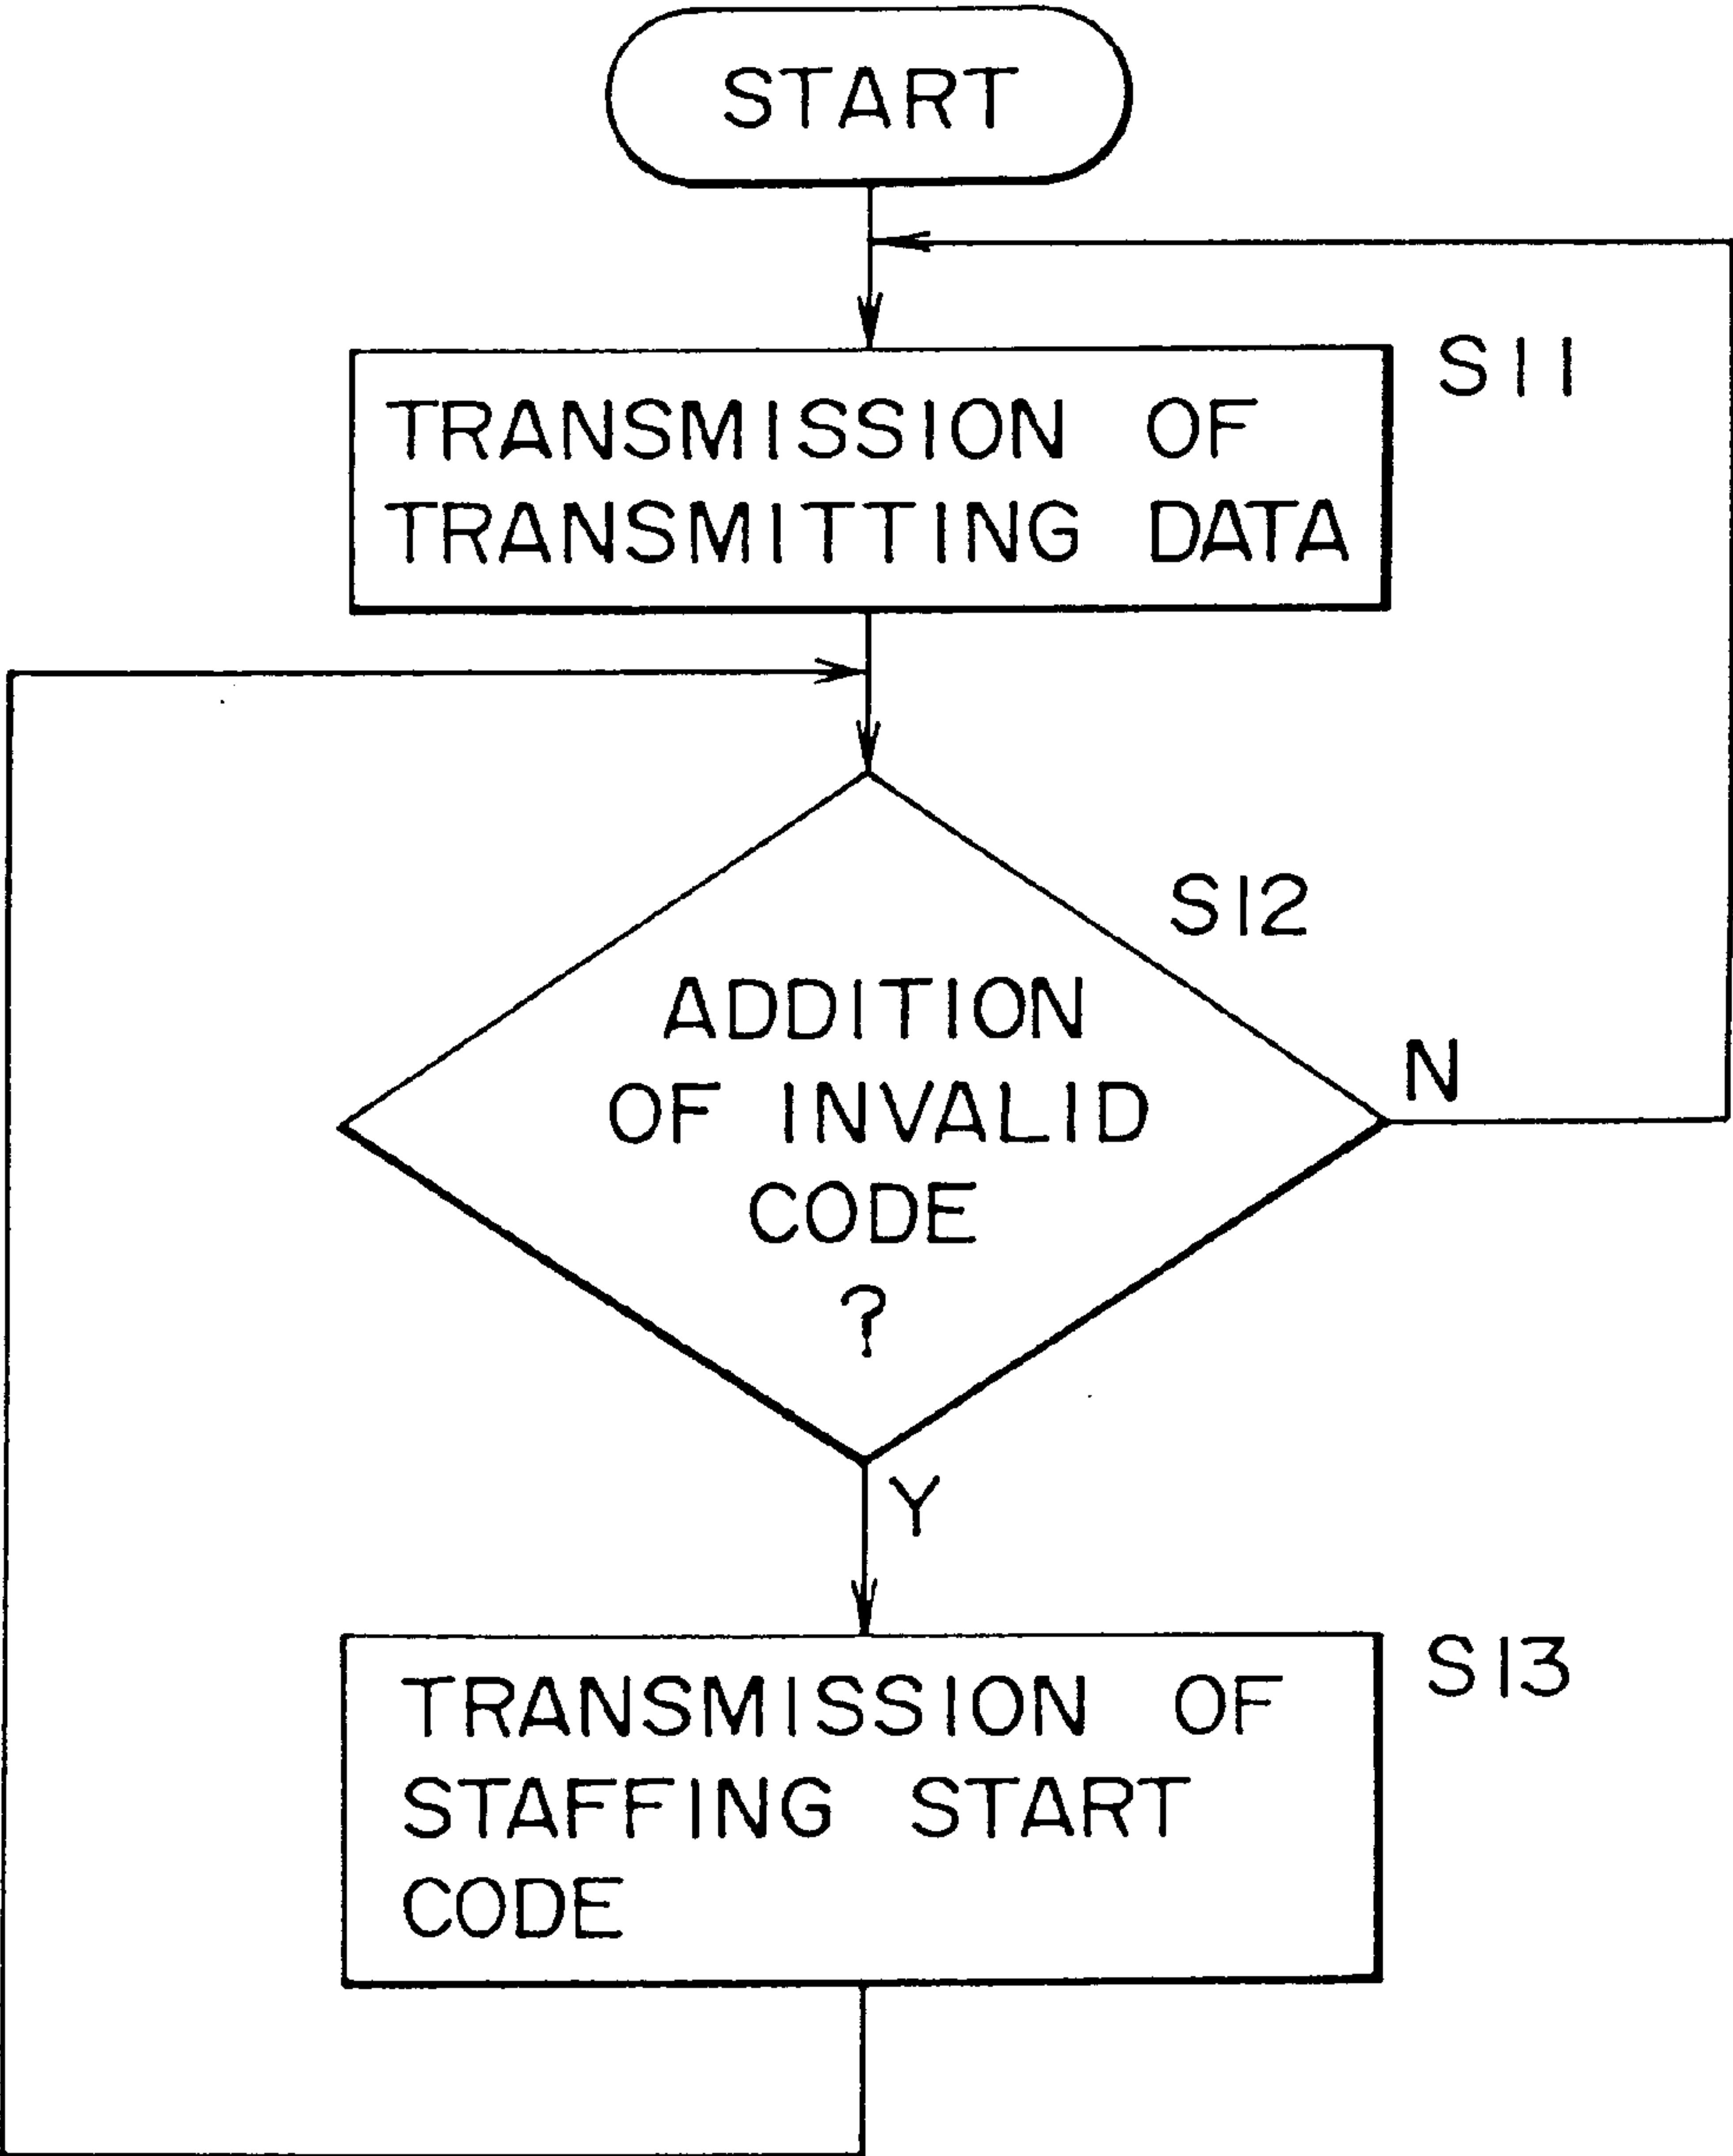 START
S11
TRANSMISSION OF
TRANSMITTING DATA
S12
ADDITION
OF INVALID
CODE
?
N
Y
S13
TRANSMISSION OF
STAFFING START
CODE